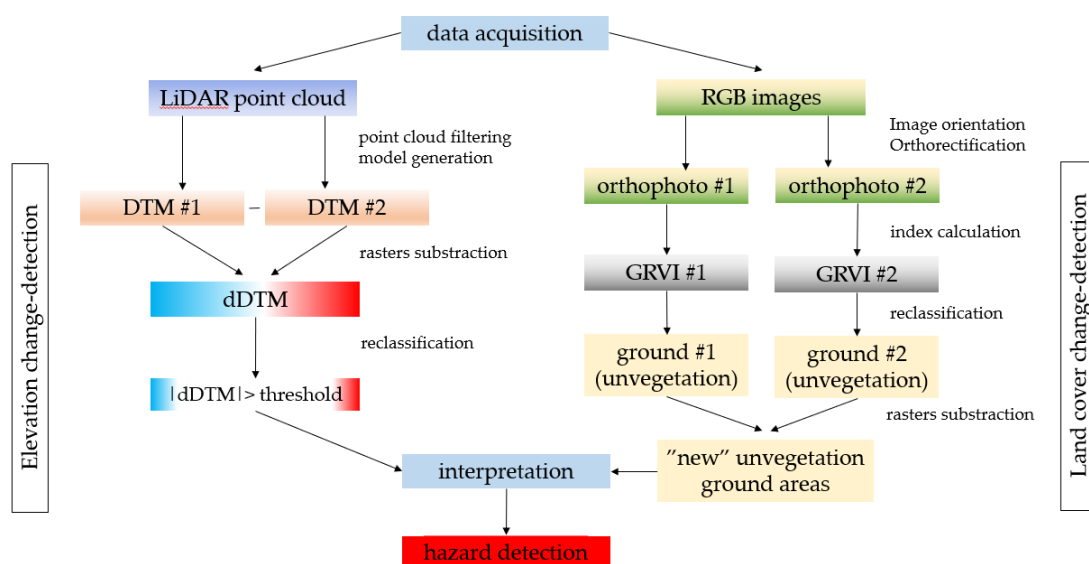 data acquisition
LiDAR point cloud
RGB images
point cloud filtering
model generation
Image orientation
Orthorectification
DTM #1
–
DTM #2
orthophoto #1
orthophoto #2
rasters substraction
index calculation
dDTM
GRVI #1
GRVI #2
reclassification
reclassification
ground #1
(unvegetation)
ground #2
(unvegetation)
|dDTM| > threshold
rasters substraction
interpretation
”new” unvegetation
ground areas
hazard detection
Elevation change-detection
Land cover change-detection